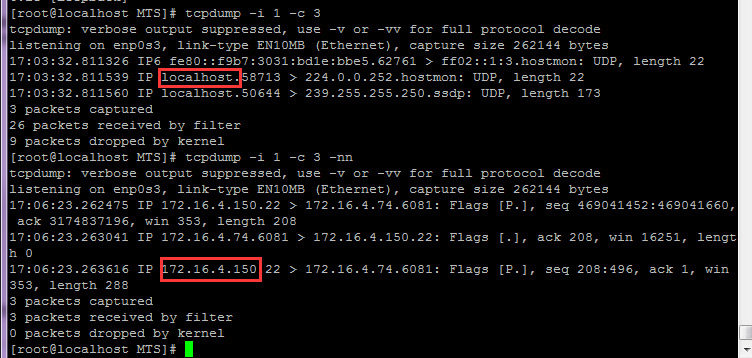 [root@localhost MTS]# tcpdump -i 1 -c 3
tcpdump: verbose output suppressed, use -v or -vv for full protocol decode
listening on enp0s3, link-type EN10MB (Ethernet), capture size 262144 bytes
17:03:32.811326 IP6 fe80::f9b7:3031:bd1e:bbe5.62761 > ff02::1:3.hostmon: UDP, length 22
17:03:32.811539 IP localhost.58713 > 224.0.0.252.hostmon: UDP, length 22
17:03:32.811560 IP localhost.50644 > 239.255.255.250.ssdp: UDP, length 173
3 packets captured
26 packets received by filter
9 packets dropped by kernel
[root@localhost MTS]# tcpdump -i 1 -c 3 -nn
tcpdump: verbose output suppressed, use -v or -vv for full protocol decode
listening on enp0s3, link-type EN10MB (Ethernet), capture size 262144 bytes
17:06:23.262475 IP 172.16.4.150.22 > 172.16.4.74.6081: Flags [P.], seq 469041452:469041660,
ack 3174837196, win 353, length 208
17:06:23.263041 IP 172.16.4.74.6081 > 172.16.4.150.22: Flags [.], ack 208, win 16251, lengt
h 0
17:06:23.263616 IP 172.16.4.150.22 > 172.16.4.74.6081: Flags [P.], seq 208:496, ack 1, win
353, length 288
3 packets captured
3 packets received by filter
0 packets dropped by kernel
[root@localhost MTS]#